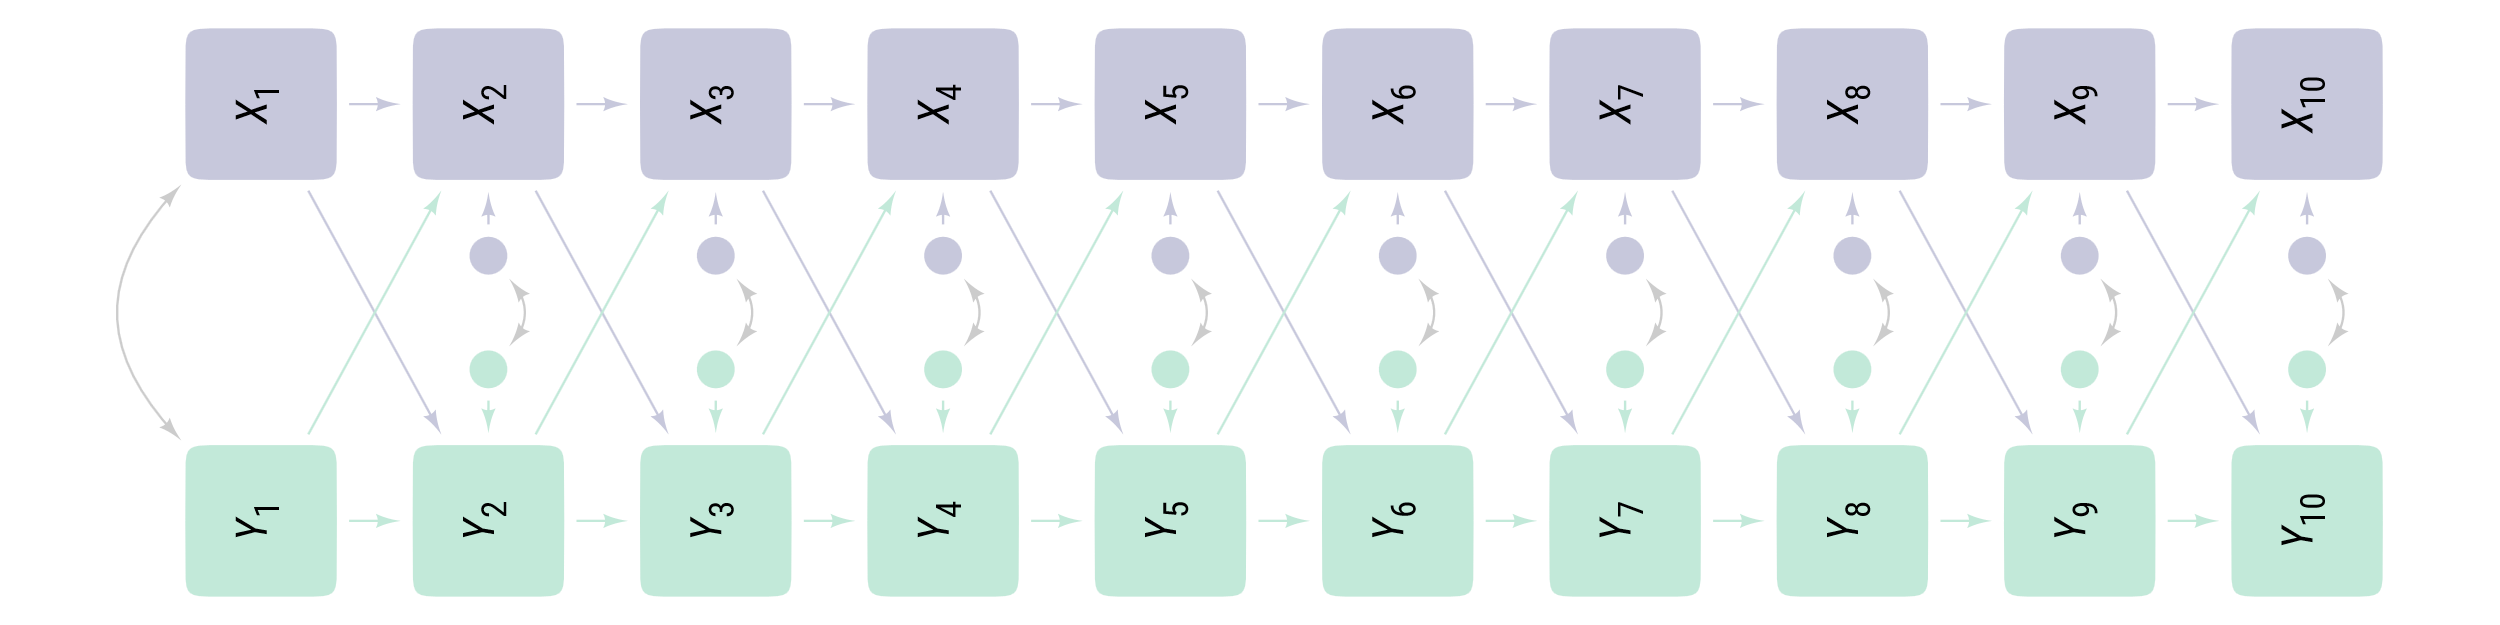 X1 X2 X3 X4 X5 X6 X7 X8 X9 X10
Y1 Y2 Y3 Y4 Y5 Y6 Y7 Y8 Y9 Y10